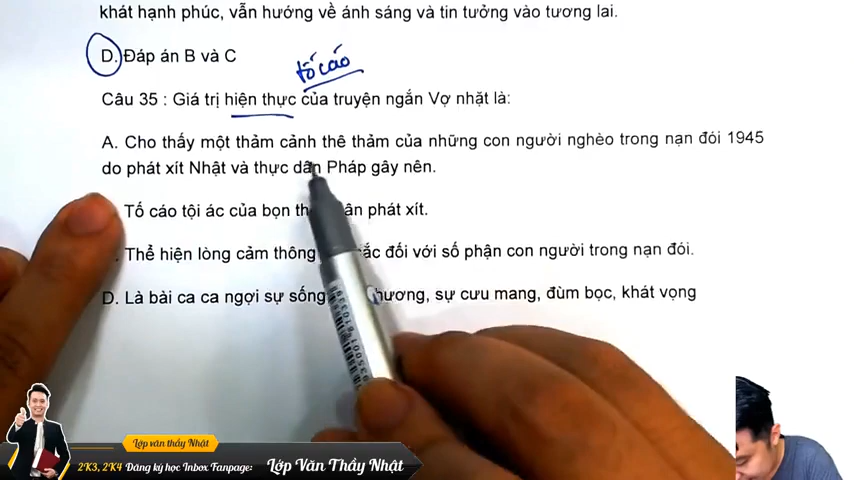 khát hạnh phúc, vẫn hướng về ánh sáng và tin tưởng vào tương lai.
D. Đáp án B và C
tố cáo
Câu 35 : Giá trị hiện thực của truyện ngắn Vợ nhặt là:
A. Cho thấy một thảm cảnh thê thảm của những con người nghèo trong nạn đói 1945
do phát xít Nhật và thực dân Pháp gây nên.
Tố cáo tội ác của bọn phát xít.
Thể hiện lòng cảm thông đối với số phận con người trong nạn đói.
D. Là bài ca ca ngợi sự sống, sự cưu mang, đùm bọc, khát vọng
Lớp văn thầy Nhật
2K3, 2K4 Đăng ký học Inbox Fanpage: Lớp Văn Thầy Nhật